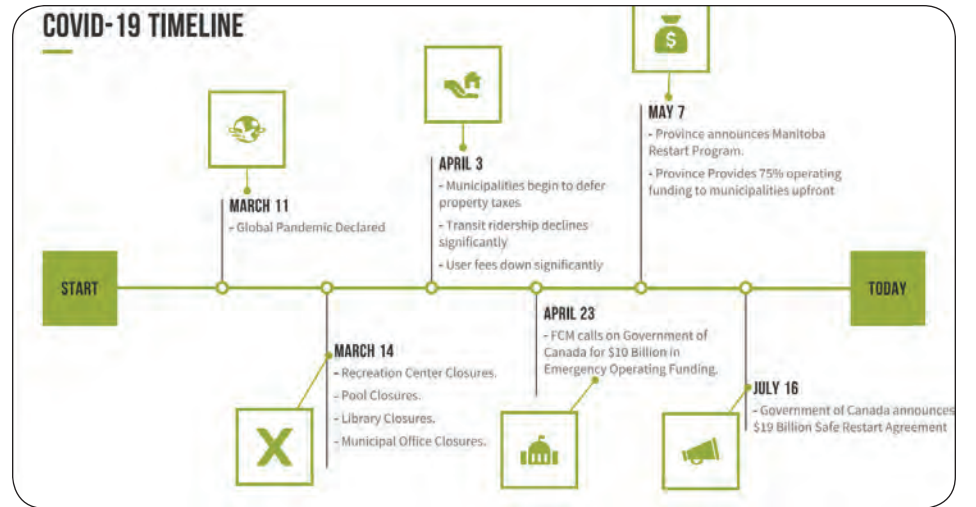 COVID-19 TIMELINE
START
MARCH 11
- Global Pandemic Declared
MARCH 14
- Recreation Center Closures.
- Pool Closures.
- Library Closures.
- Municipal Office Closures.
X
APRIL 3
- Municipalities begin to defer
property taxes
- Transit ridership declines
significantly
- User fees down significantly
APRIL 23
- FCM calls on Government of
Canada for $10 Billion in
Emergency Operating Funding.
$
MAY 7
- Province announces Manitoba
Restart Program.
- Province Provides 75% operating
funding to municipalities upfront
JULY 16
- Government of Canada announces
$19 Billion Safe Restart Agreement
TODAY